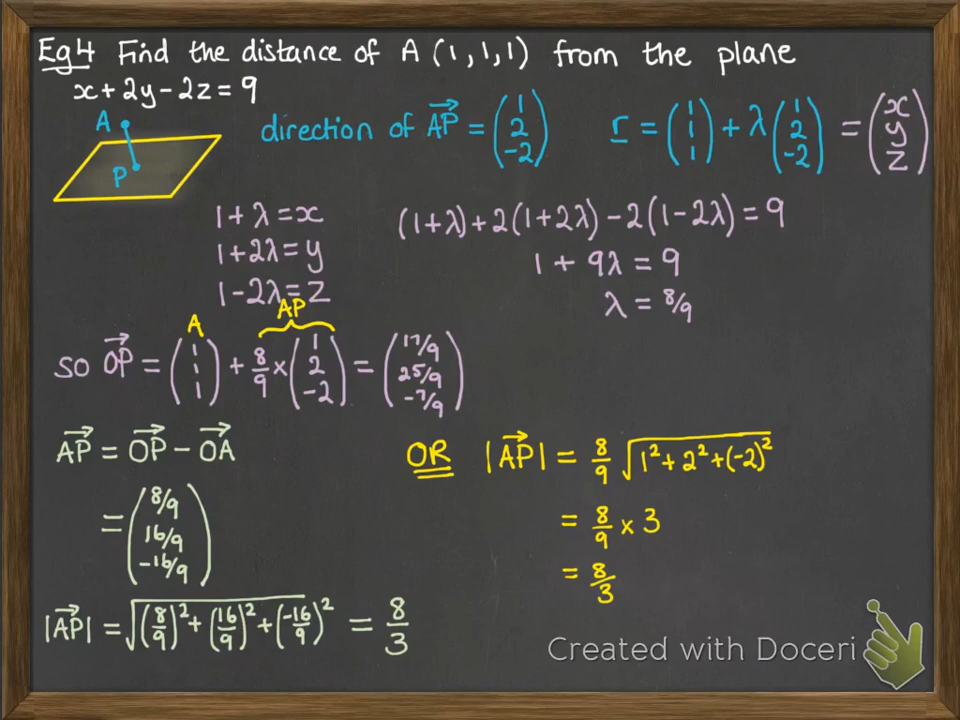 Eg4 Find the distance of A (1,1,1) from the plane
x + 2y - 2z = 9
A
P
direction of AP→ = (1 2 -2)
r = (1 1 1) + λ (1 2 -2) = (x y z)
1 + λ = x
1 + 2λ = y
1 - 2λ = z
(1+λ) + 2(1+2λ) - 2(1-2λ) = 9
1 + 9λ = 9
λ = 8/9
A
AP
so OP→ = (1 1 1) + 8/9 × (1 2 -2) = (17/9 25/9 -7/9)
AP→ = OP→ - OA→
= (8/9 16/9 -16/9)
|AP→| = √(8/9)² + (16/9)² + (-16/9)² = 8/3
OR |AP→| = 8/9 √1² + 2² + (-2)²
= 8/9 × 3
= 8/3
Created with Doceri